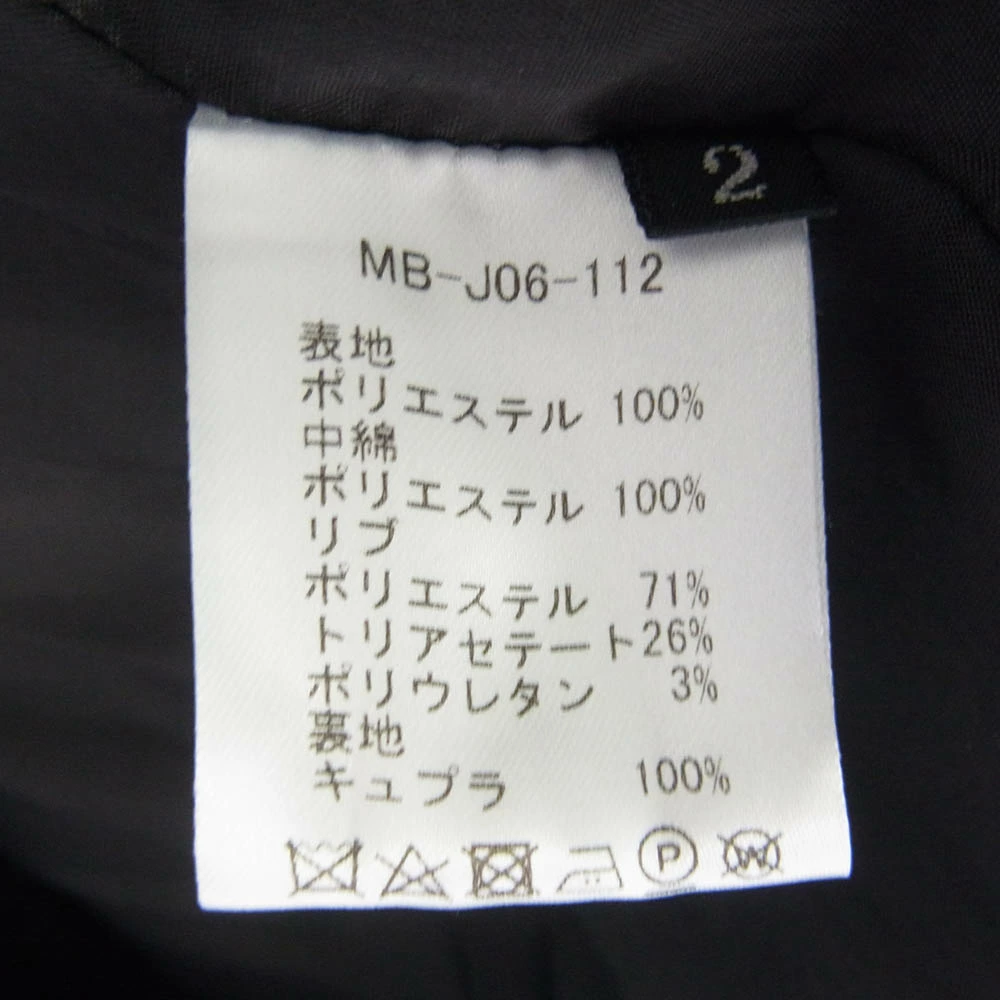 2
MB-J06-112
表地
ポリエステル 100%
中綿
ポリエステル 100%
リブ
ポリエステル 71%
トリアセテート26%
ポリウレタン 3%
裏地
キュプラ 100%
P W